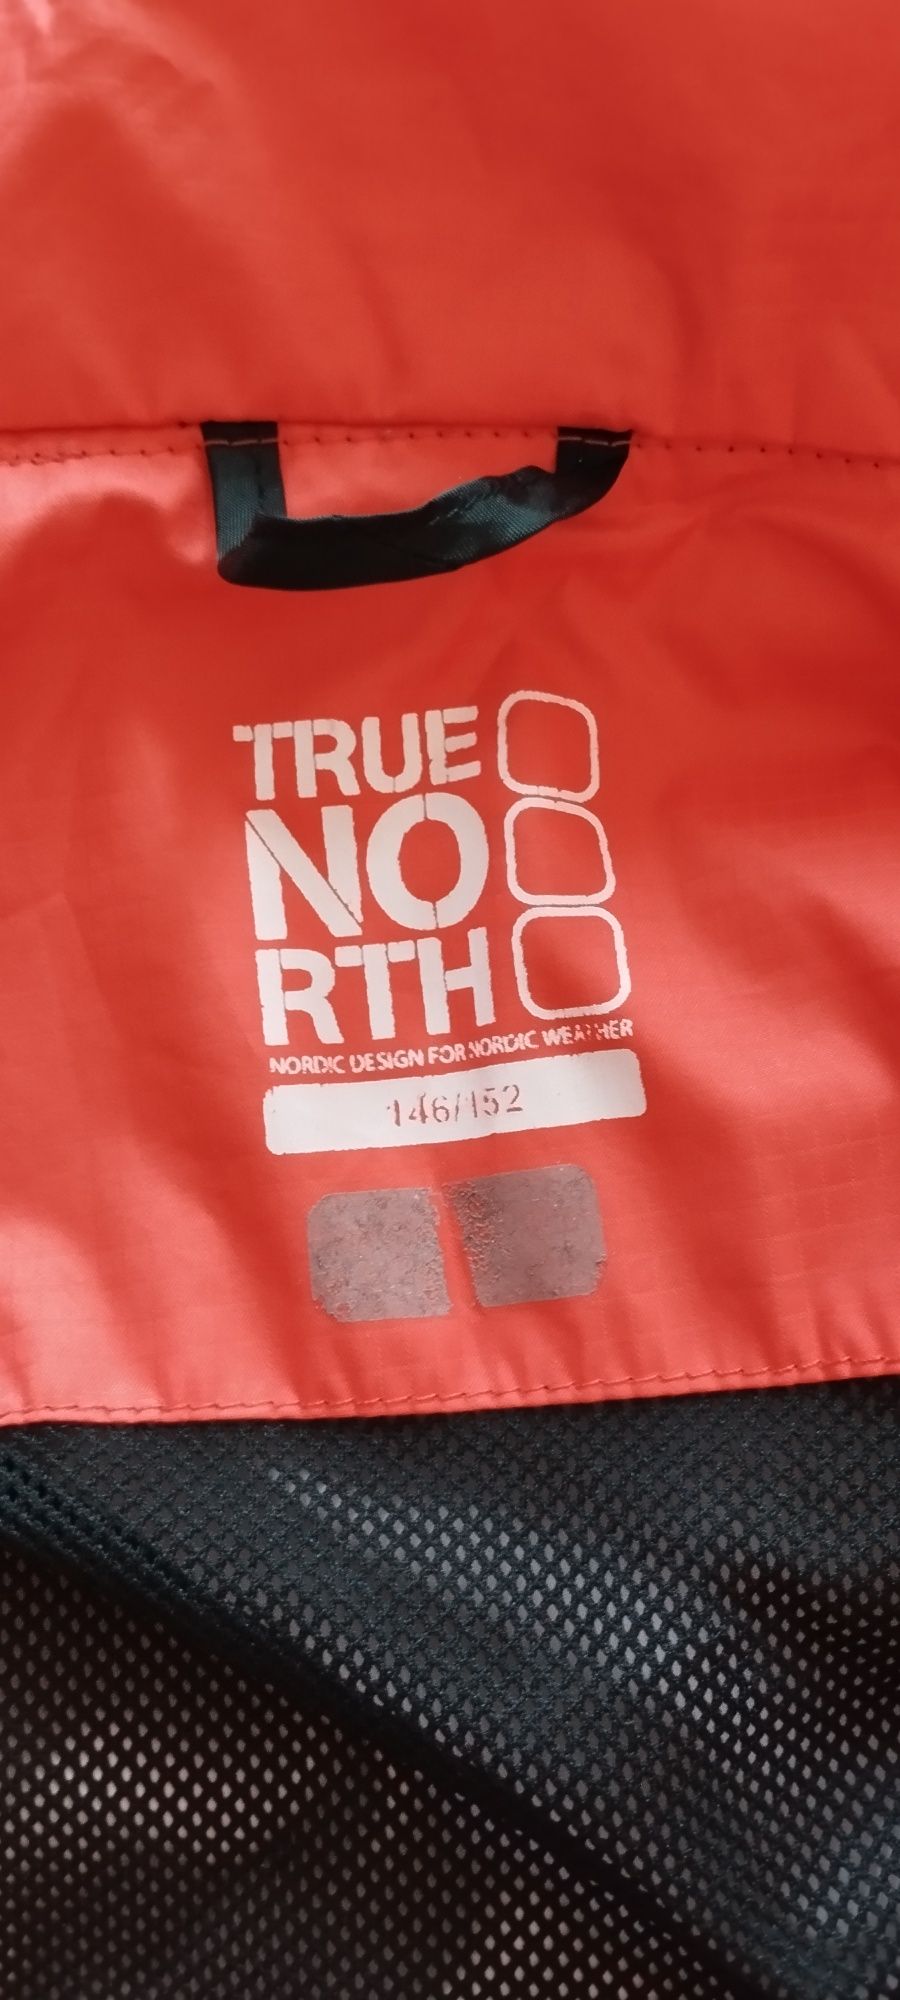 TRUE
NO
RTH
NORDIC DESIGN FOR NORDIC WEATHER
146/152